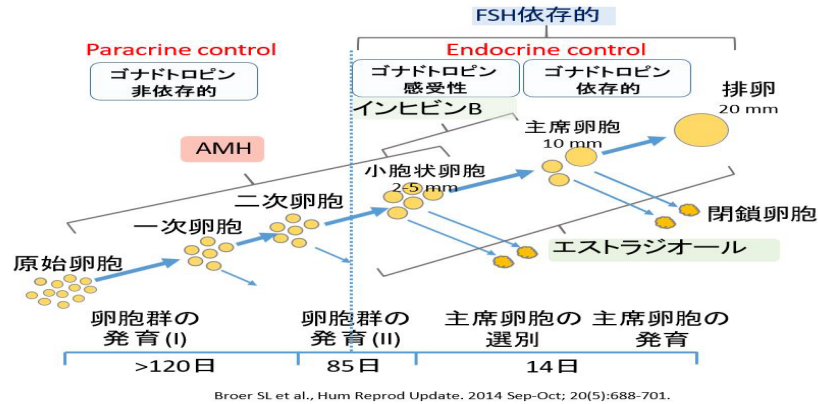 FSH依存的
Paracrine control
Endocrine control
ゴナドトロピン
非依存的
ゴナドトロピン
感受性
ゴナドトロピン
依存的
インヒビンB
排卵
20 mm
主席卵胞
10 mm
AMH
小胞状卵胞
2-5 mm
二次卵胞
一次卵胞
原始卵胞
閉鎖卵胞
エストラジオール
卵胞群の
発育(I)
卵胞群の
発育(II)
主席卵胞の
選別
主席卵胞の
発育
>120日
85日
14日
Broer SL et al., Hum Reprod Update. 2014 Sep-Oct; 20(5):688-701.